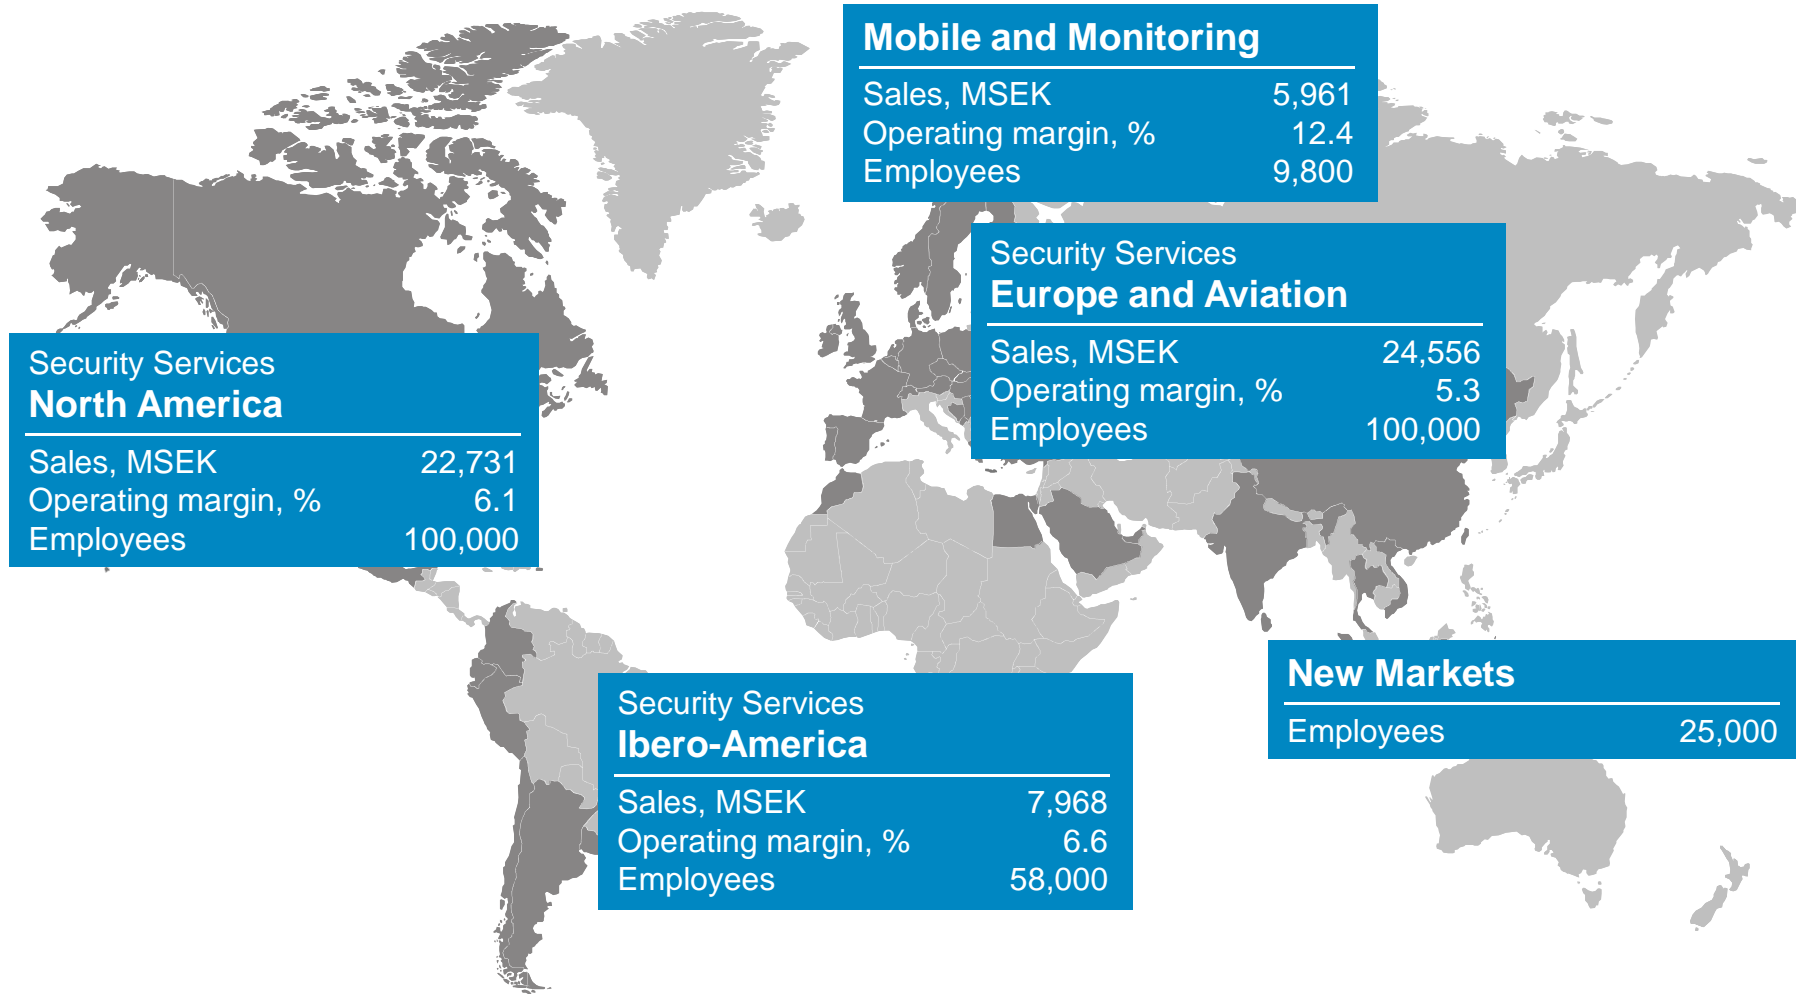 Mobile and Monitoring
Sales, MSEK 5,961
Operating margin, % 12.4
Employees 9,800
Security Services
Europe and Aviation
Sales, MSEK 24,556
Operating margin, % 5.3
Employees 100,000
Security Services
North America
Sales, MSEK 22,731
Operating margin, % 6.1
Employees 100,000
Security Services
Ibero-America
Sales, MSEK 7,968
Operating margin, % 6.6
Employees 58,000
New Markets
Employees 25,000